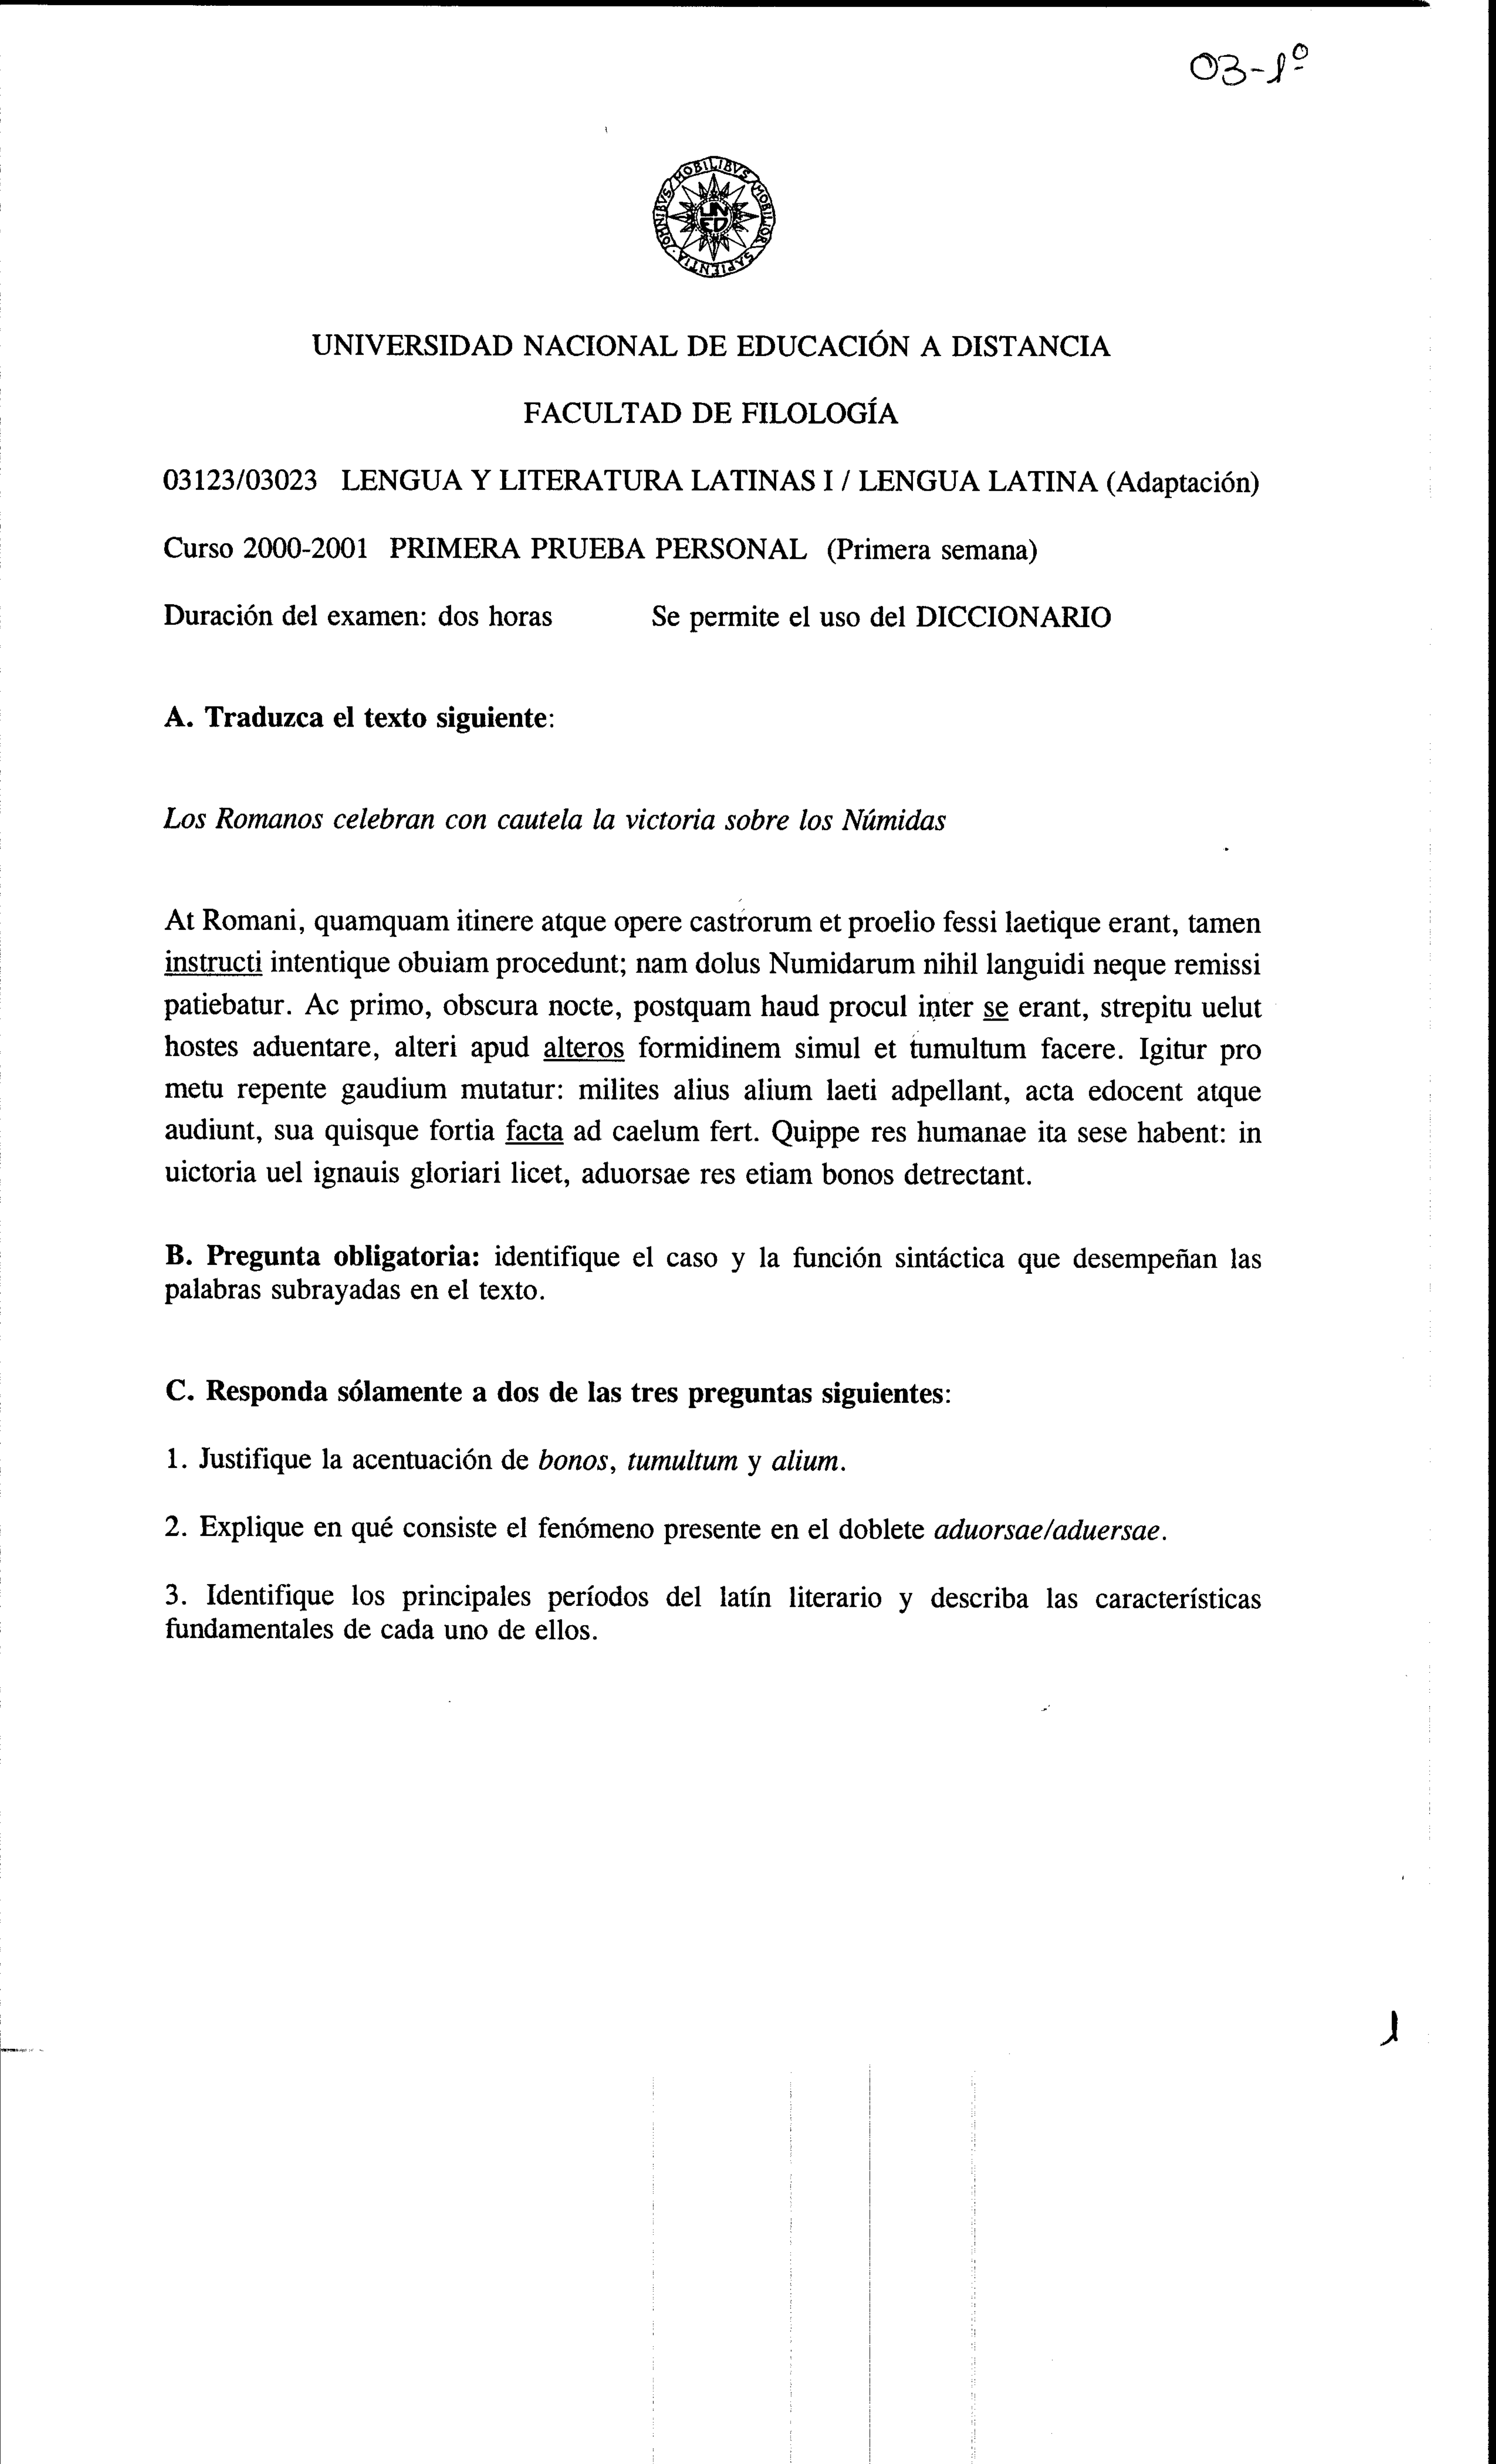 03-1º
OMNIBVS MOBILIBVS MOBILIOR SAPIENTIA
UNED
UNIVERSIDAD NACIONAL DE EDUCACIÓN A DISTANCIA
FACULTAD DE FILOLOGÍA
03123/03023 LENGUA Y LITERATURA LATINAS I / LENGUA LATINA (Adaptación)
Curso 2000-2001 PRIMERA PRUEBA PERSONAL (Primera semana)
Duración del examen: dos horas Se permite el uso del DICCIONARIO
A. Traduzca el texto siguiente:
Los Romanos celebran con cautela la victoria sobre los Númidas
At Romani, quamquam itinere atque opere castrorum et proelio fessi laetique erant, tamen
instructi intentique obuiam procedunt; nam dolus Numidarum nihil languidi neque remissi
patiebatur. Ac primo, obscura nocte, postquam haud procul inter se erant, strepitu uelut
hostes aduentare, alteri apud alteros formidinem simul et tumultum facere. Igitur pro
metu repente gaudium mutatur: milites alius alium laeti adpellant, acta edocent atque
audiunt, sua quisque fortia facta ad caelum fert. Quippe res humanae ita sese habent: in
uictoria uel ignauis gloriari licet, aduorsae res etiam bonos detrectant.
B. Pregunta obligatoria: identifique el caso y la función sintáctica que desempeñan las
palabras subrayadas en el texto.
C. Responda sólamente a dos de las tres preguntas siguientes:
1. Justifique la acentuación de bonos, tumultum y alium.
2. Explique en qué consiste el fenómeno presente en el doblete aduorsae/aduersae.
3. Identifique los principales períodos del latín literario y describa las características
fundamentales de cada uno de ellos.
1